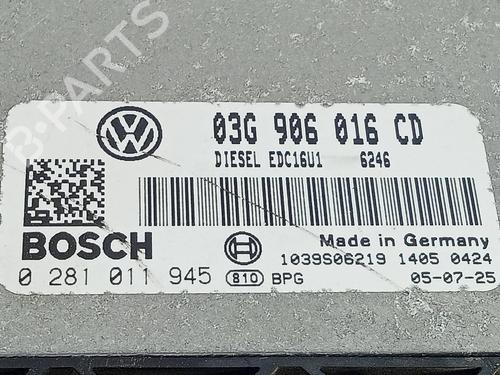 B-PARTS
03G 906 016 CD
DIESEL EDC16U1 6246
BOSCH
Made in Germany
1039S06219 1405 0424
0 281 011 945 810 BPG 05-07-25